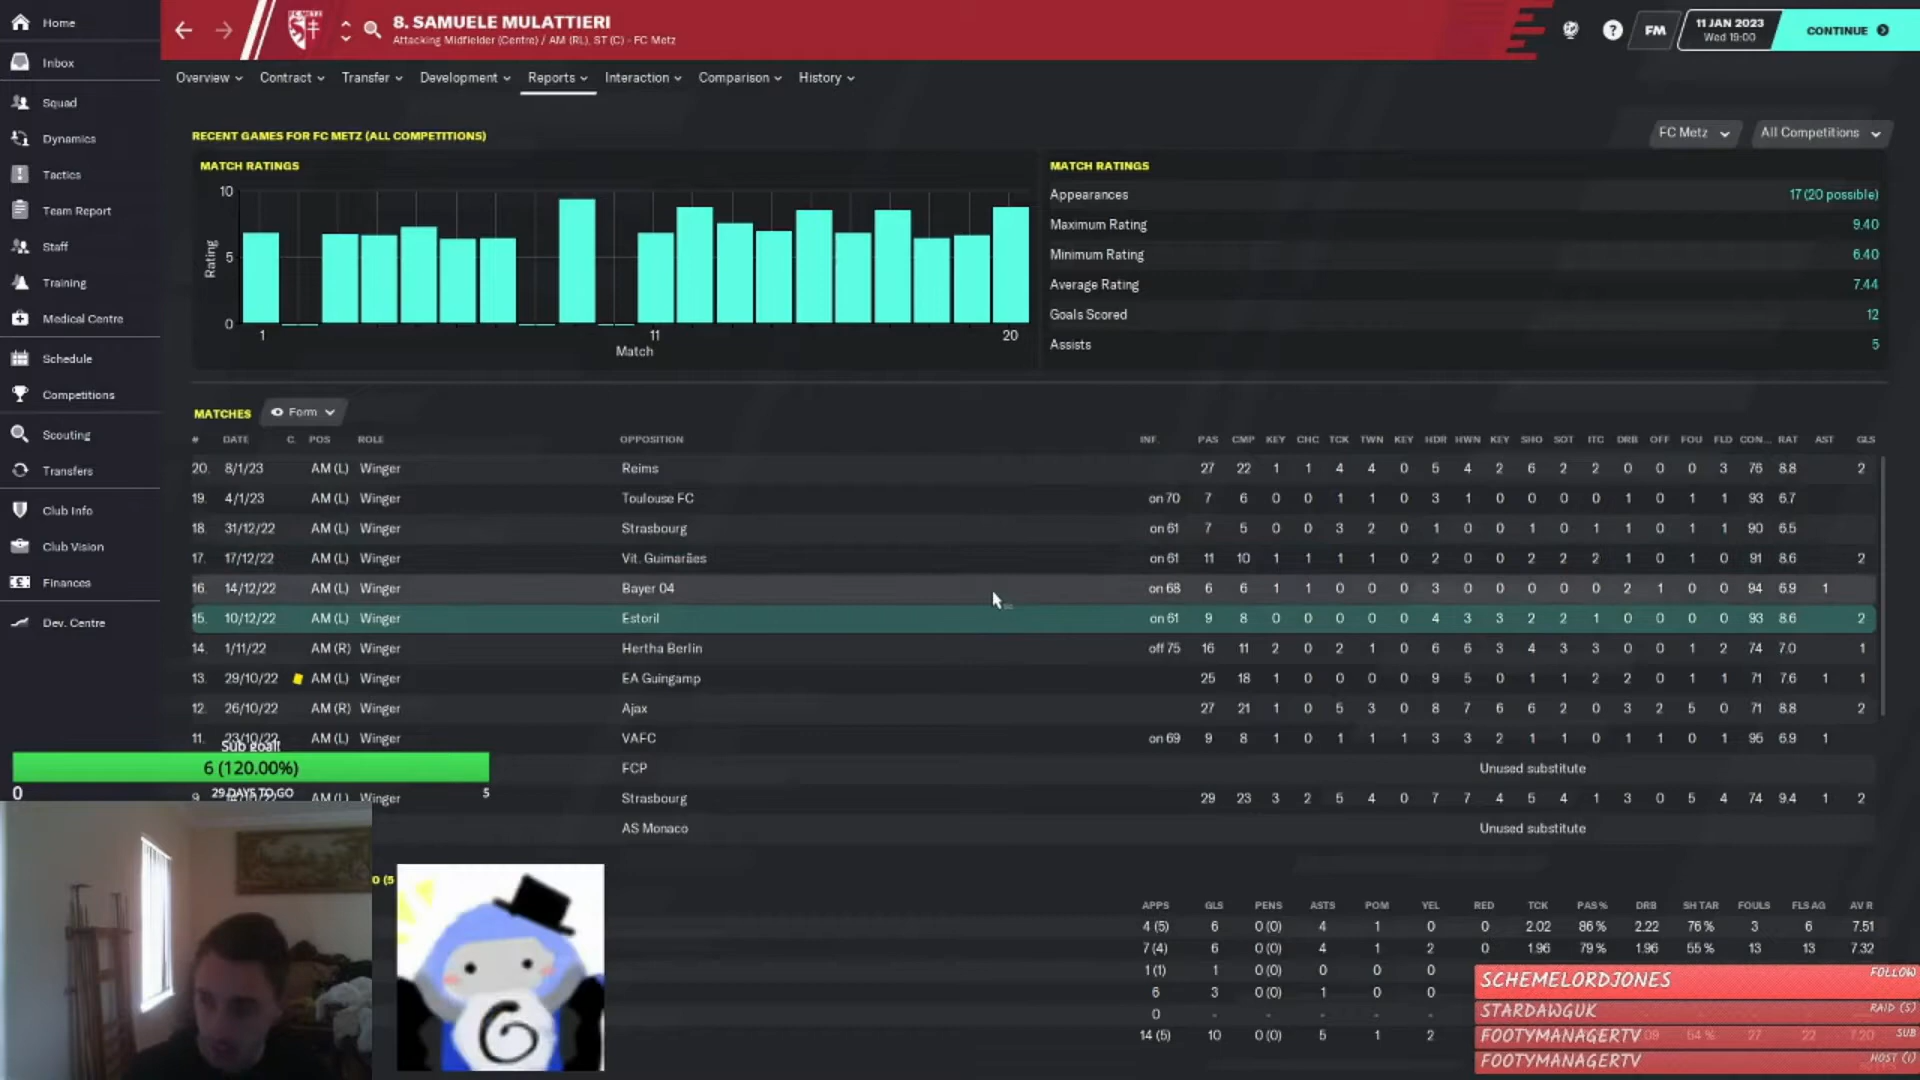 Home
Inbox
Squad
Dynamics
Tactics
Team Report
Staff
Training
Medical Centre
Schedule
Competitions
Scouting
Transfers
Club Info
Club Vision
Finances
Dev. Centre
8. SAMUELE MULATTIERI
Attacking Midfielder (Centre) / AM (RL), ST (C) - FC Metz
FM
11 JAN 2023
Wed 19:00
CONTINUE
Overview Contract Transfer Development Reports Interaction Comparison History
RECENT GAMES FOR FC METZ (ALL COMPETITIONS)
FC Metz All Competitions
MATCH RATINGS
10
5
0
Rating
1 11 20
Match
MATCH RATINGS
Appearances 17 (20 possible)
Maximum Rating 9.40
Minimum Rating 6.40
Average Rating 7.44
Goals Scored 12
Assists 5
MATCHES Form
# DATE C. POS ROLE OPPOSITION INF. PAS CMP KEY CHC TCK TWN KEY HDR HWN KEY SHO SOT ITC DRB OFF FOU FLD CON... RAT AST GLS
20. 8/1/23 AM (L) Winger Reims 27 22 1 1 4 4 0 5 4 2 6 2 2 0 0 0 3 76 8.8 2
19. 4/1/23 AM (L) Winger Toulouse FC on 70 7 6 0 0 1 1 0 3 1 0 0 0 0 1 0 1 1 93 6.7
18. 31/12/22 AM (L) Winger Strasbourg on 61 7 5 0 0 3 2 0 1 0 0 1 0 1 1 0 1 1 90 6.5
17. 17/12/22 AM (L) Winger Vit. Guimarães on 61 11 10 1 1 1 1 0 2 0 0 2 2 2 1 0 1 0 91 8.6 2
16. 14/12/22 AM (L) Winger Bayer 04 on 68 6 6 1 1 0 0 0 3 0 0 0 0 0 2 1 0 0 94 6.9 1
15. 10/12/22 AM (L) Winger Estoril on 61 9 8 0 0 0 0 0 4 3 3 2 2 1 0 0 0 0 93 8.6 2
14. 1/11/22 AM (R) Winger Hertha Berlin off 75 16 11 2 0 2 1 0 6 6 3 4 3 3 0 0 1 2 74 7.0 1
13. 29/10/22 AM (L) Winger EA Guingamp 25 18 1 0 0 0 0 9 5 0 1 1 2 2 0 1 1 71 7.6 1 1
12. 26/10/22 AM (R) Winger Ajax 27 21 1 0 5 3 0 8 7 6 6 2 0 3 2 5 0 71 8.8 2
11. 23/10/22 AM (L) Winger VAFC on 69 9 8 1 0 1 1 1 3 3 2 1 1 0 1 1 0 1 95 6.9 1
FCP Unused substitute
9. AM (L) Winger Strasbourg 29 23 3 2 5 4 0 7 7 4 5 4 1 3 0 5 4 74 9.4 1 2
AS Monaco Unused substitute
Sub goal!
6 (120.00%)
0 29 DAYS TO GO 5
APPS GLS PENS ASTS POM YEL RED TCK PAS % DRB SH TAR FOULS FLS AG AV R
4 (5) 6 0 (0) 4 1 0 0 2.02 86 % 2.22 76 % 3 6 7.51
7 (4) 6 0 (0) 4 1 2 0 1.96 79 % 1.96 55 % 13 13 7.32
1 (1) 1 0 (0) 0 0 0
6 3 0 (0) 1 0 0
0 - - - - -
14 (5) 10 0 (0) 5 1 2 09 54 % 27 22 7.20
SCHEMELORDJONES FOLLOW
STARDAWGUK RAID (5)
FOOTYMANAGERTV SUB
FOOTYMANAGERTV HOST (1)